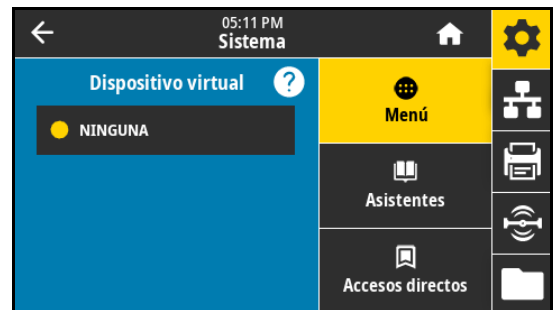 05:11 PM
Sistema
Dispositivo virtual ?
NINGUNA
Menú
Asistentes
Accesos directos